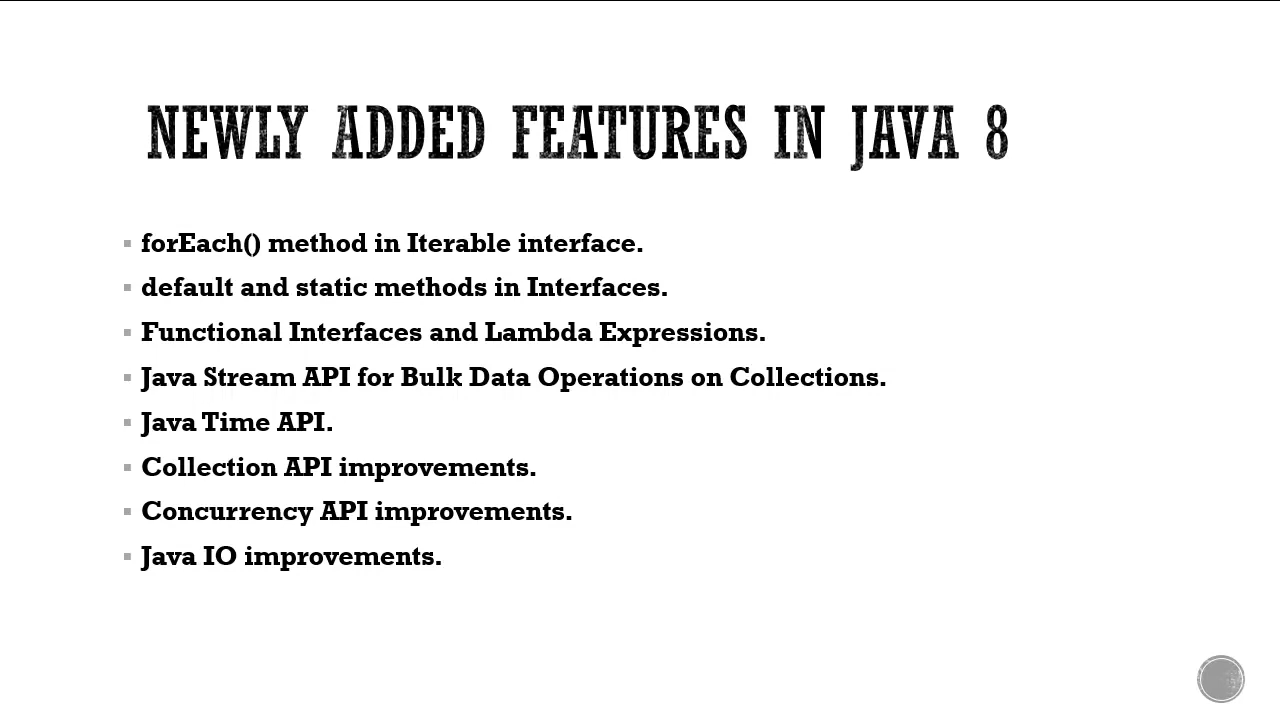 NEWLY ADDED FEATURES IN JAVA 8
forEach() method in Iterable interface.
default and static methods in Interfaces.
Functional Interfaces and Lambda Expressions.
Java Stream API for Bulk Data Operations on Collections.
Java Time API.
Collection API improvements.
Concurrency API improvements.
Java IO improvements.